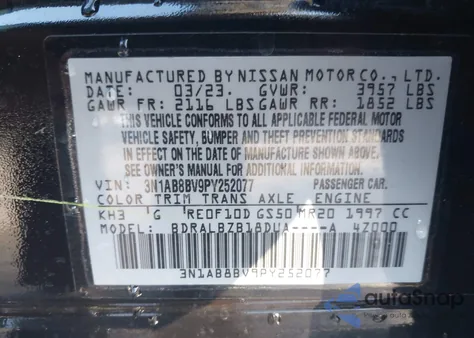 MANUFACTURED BY NISSAN MOTOR CO., LTD.
DATE: 03/23. GVWR: 3957 LBS
GAWR FR: 2116 LBS GAWR RR: 1852 LBS
THIS VEHICLE CONFORMS TO ALL APPLICABLE FEDERAL MOTOR
VEHICLE SAFETY, BUMPER AND THEFT PREVENTION STANDARDS
IN EFFECT ON THE DATE OF MANUFACTURE SHOWN ABOVE.
SEE OWNER'S MANUAL FOR ADDITIONAL INFORMATION.
VIN: 3N1AB8BV9PY252077 PASSENGER CAR.
COLOR TRIM TRANS AXLE, ENGINE
KH3 'G 'RE0F10D GS50 MR20 1997 CC
MODEL: BDRALBZB18DUA----A 4Z000
3N1AB8BV9PY252077
autoSnap